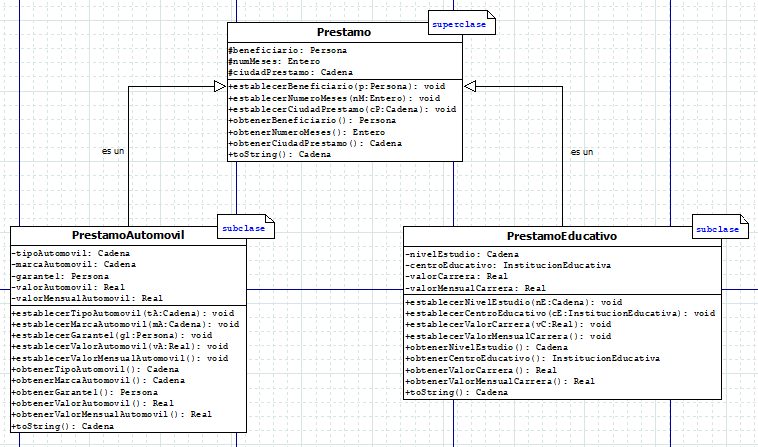 superclase
Prestamo
#beneficiario: Persona
#numMeses: Entero
#ciudadPrestamo: Cadena
+establecerBeneficiario(p:Persona): void
+establecerNumeroMeses(nM:Entero): void
+establecerCiudadPrestamo(cP:Cadena): void
+obtenerBeneficiario(): Persona
+obtenerNumeroMeses(): Entero
+obtenerCiudadPrestamo(): Cadena
+toString(): Cadena
es un
es un
subclase
PrestamoAutomovil
-tipoAutomovil: Cadena
-marcaAutomovil: Cadena
-garante1: Persona
-valorAutomovil: Real
-valorMensualAutomovil: Real
+establecerTipoAutomovil(tA:Cadena): void
+establecerMarcaAutomovil(mA:Cadena): void
+establecerGarante1(g1:Persona): void
+establecerValorAutomovil(vA:Real): void
+establecerValorMensualAutomovil(): void
+obtenerTipoAutomovil(): Cadena
+obtenerMarcaAutomovil(): Cadena
+obtenerGarante1(): Persona
+obtenerValorAutomovil(): Real
+obtenerValorMensualAutomovil(): Real
+toString(): Cadena
subclase
PrestamoEducativo
-nivelEstudio: Cadena
-centroEducativo: InstitucionEducativa
-valorCarrera: Real
-valorMensualCarrera: Real
+establecerNivelEstudio(nE:Cadena): void
+establecerCentroEducativo(cE:InstitucionEducativa): void
+establecerValorCarrera(vC:Real): void
+establecerValorMensualCarrera(): void
+obtenerNivelEstudio(): Cadena
+obtenerCentroEducativo(): InstitucionEducativa
+obtenerValorCarrera(): Real
+obtenerValorMensualCarrera(): Real
+toString(): Cadena